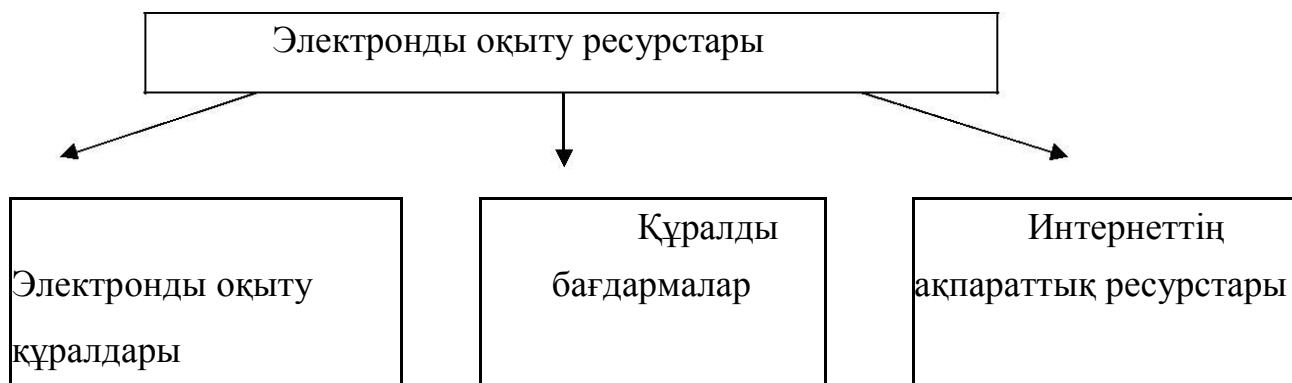 Электронды оқыту ресурстары
Электронды оқыту
құралдары
Құралды
бағдармалар
Интернеттің
ақпараттық ресурстары